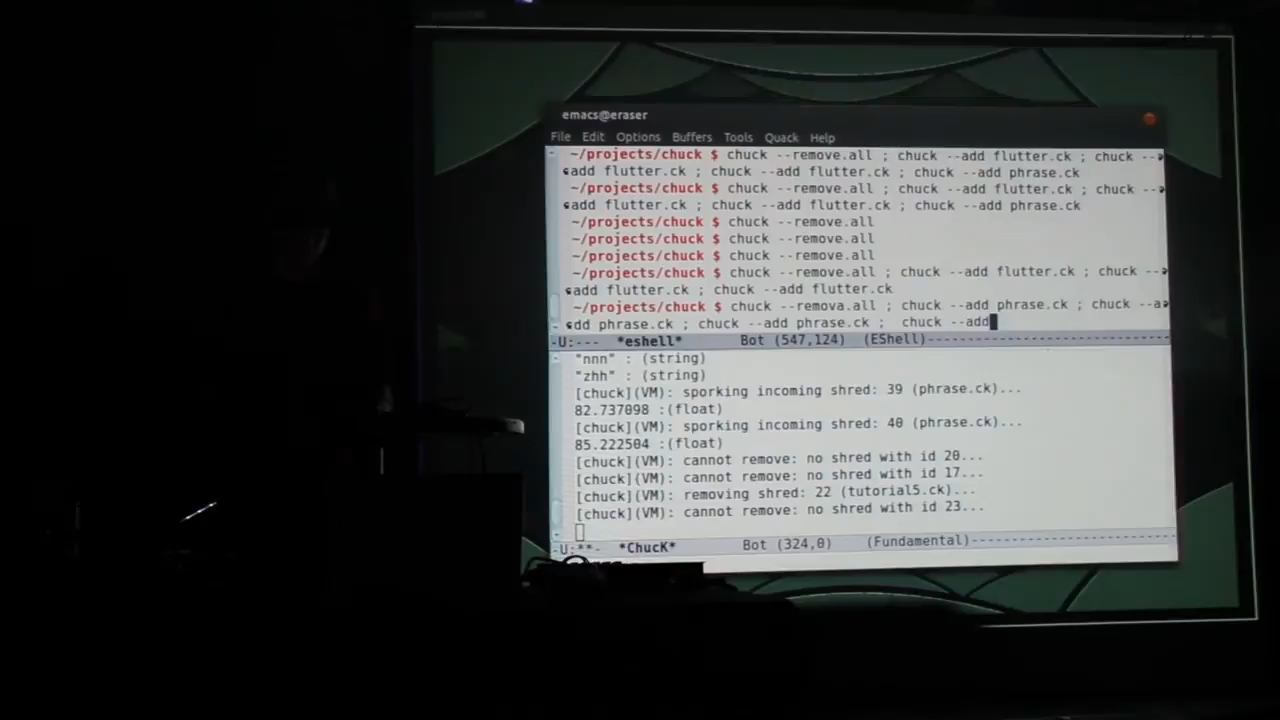 emacs@eraser
File Edit Options Buffers Tools Quack Help
~/projects/chuck $ chuck --remove.all ; chuck --add flutter.ck ; chuck --
add flutter.ck ; chuck --add flutter.ck ; chuck --add phrase.ck
~/projects/chuck $ chuck --remove.all ; chuck --add flutter.ck ; chuck --
add flutter.ck ; chuck --add flutter.ck ; chuck --add phrase.ck
~/projects/chuck $ chuck --remove.all
~/projects/chuck $ chuck --remove.all
~/projects/chuck $ chuck --remove.all
~/projects/chuck $ chuck --remove.all ; chuck --add flutter.ck ; chuck --
add flutter.ck ; chuck --add flutter.ck
~/projects/chuck $ chuck --remova.all ; chuck --add phrase.ck ; chuck --a
dd phrase.ck ; chuck --add phrase.ck ;  chuck --add
-U:--- *eshell* Bot (547,124) (EShell)
"nnn" : (string)
"zhh" : (string)
[chuck](VM): sporking incoming shred: 39 (phrase.ck)...
82.737098 :(float)
[chuck](VM): sporking incoming shred: 40 (phrase.ck)...
85.222504 :(float)
[chuck](VM): cannot remove: no shred with id 20...
[chuck](VM): cannot remove: no shred with id 17...
[chuck](VM): removing shred: 22 (tutorial5.ck)...
[chuck](VM): cannot remove: no shred with id 23...
-U:**- *ChucK* Bot (324,0) (Fundamental)